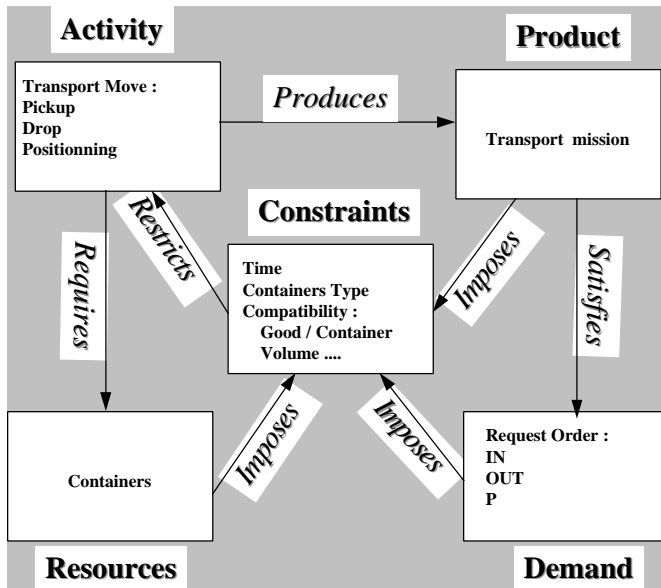 Activity
Product
Transport Move :
Pickup
Drop
Positionning
Produces
Transport mission
Constraints
Restricts
Requires
Imposes
Satisfies
Time
Containers Type
Compatibility :
Good / Container
Volume ....
Imposes
Imposes
Containers
Request Order :
IN
OUT
P
Resources
Demand